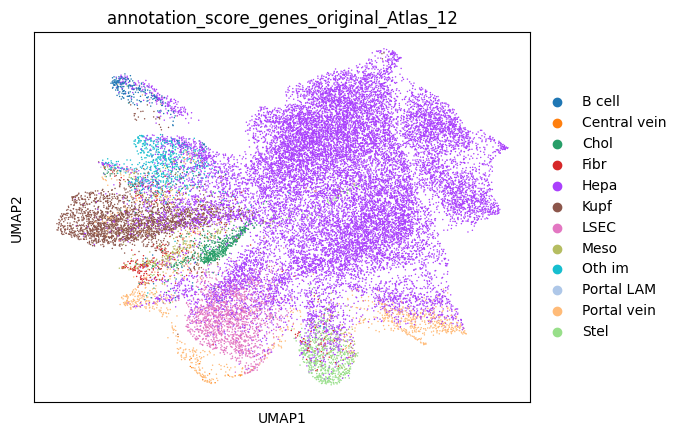 annotation_score_genes_original_Atlas_12
UMAP2
UMAP1
B cell
Central vein
Chol
Fibr
Hepa
Kupf
LSEC
Meso
Oth im
Portal LAM
Portal vein
Stel